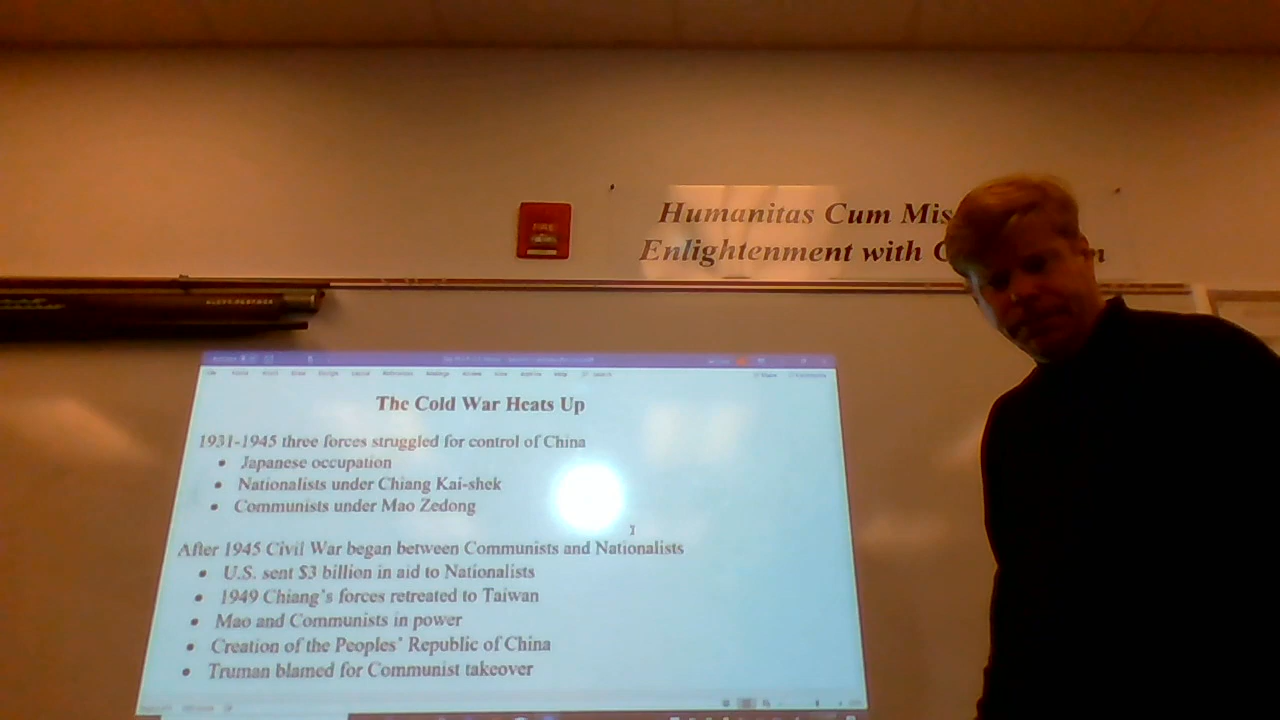 FIRE
Humanitas Cum Mis
Enlightenment with C
The Cold War Heats Up
1931-1945 three forces struggled for control of China
• Japanese occupation
• Nationalists under Chiang Kai-shek
• Communists under Mao Zedong
After 1945 Civil War began between Communists and Nationalists
• U.S. sent $3 billion in aid to Nationalists
• 1949 Chiang's forces retreated to Taiwan
• Mao and Communists in power
• Creation of the Peoples' Republic of China
• Truman blamed for Communist takeover